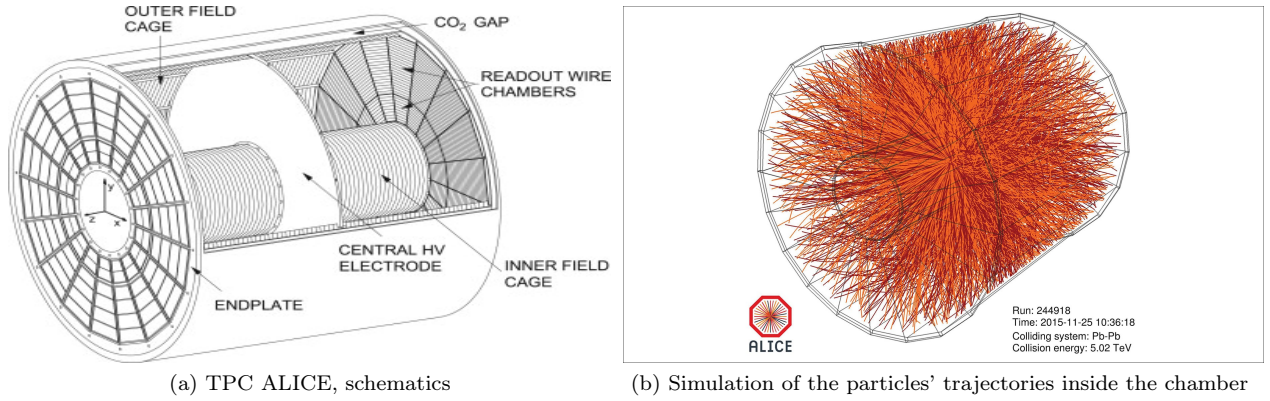 OUTER FIELD
CAGE
CO₂ GAP
READOUT WIRE
CHAMBERS
y
z
x
CENTRAL HV
ELECTRODE
INNER FIELD
CAGE
ENDPLATE
(a) TPC ALICE, schematics
ALICE
Run: 244918
Time: 2015-11-25 10:36:18
Colliding system: Pb-Pb
Collision energy: 5.02 TeV
(b) Simulation of the particles' trajectories inside the chamber